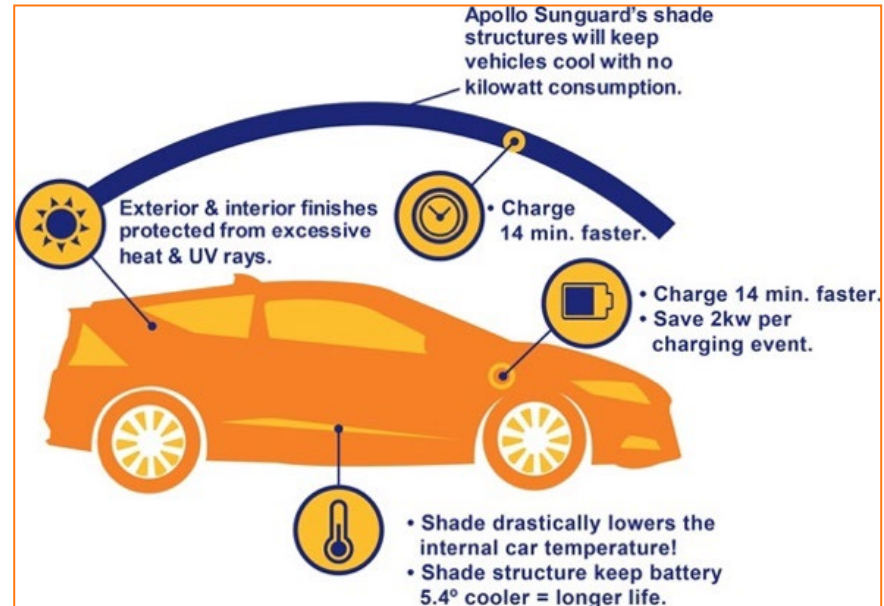 Apollo Sunguard's shade
structures will keep
vehicles cool with no
kilowatt consumption.
Exterior & interior finishes
protected from excessive
heat & UV rays.
• Charge
14 min. faster.
• Charge 14 min. faster.
• Save 2kw per
charging event.
• Shade drastically lowers the
internal car temperature!
• Shade structure keep battery
5.4º cooler = longer life.